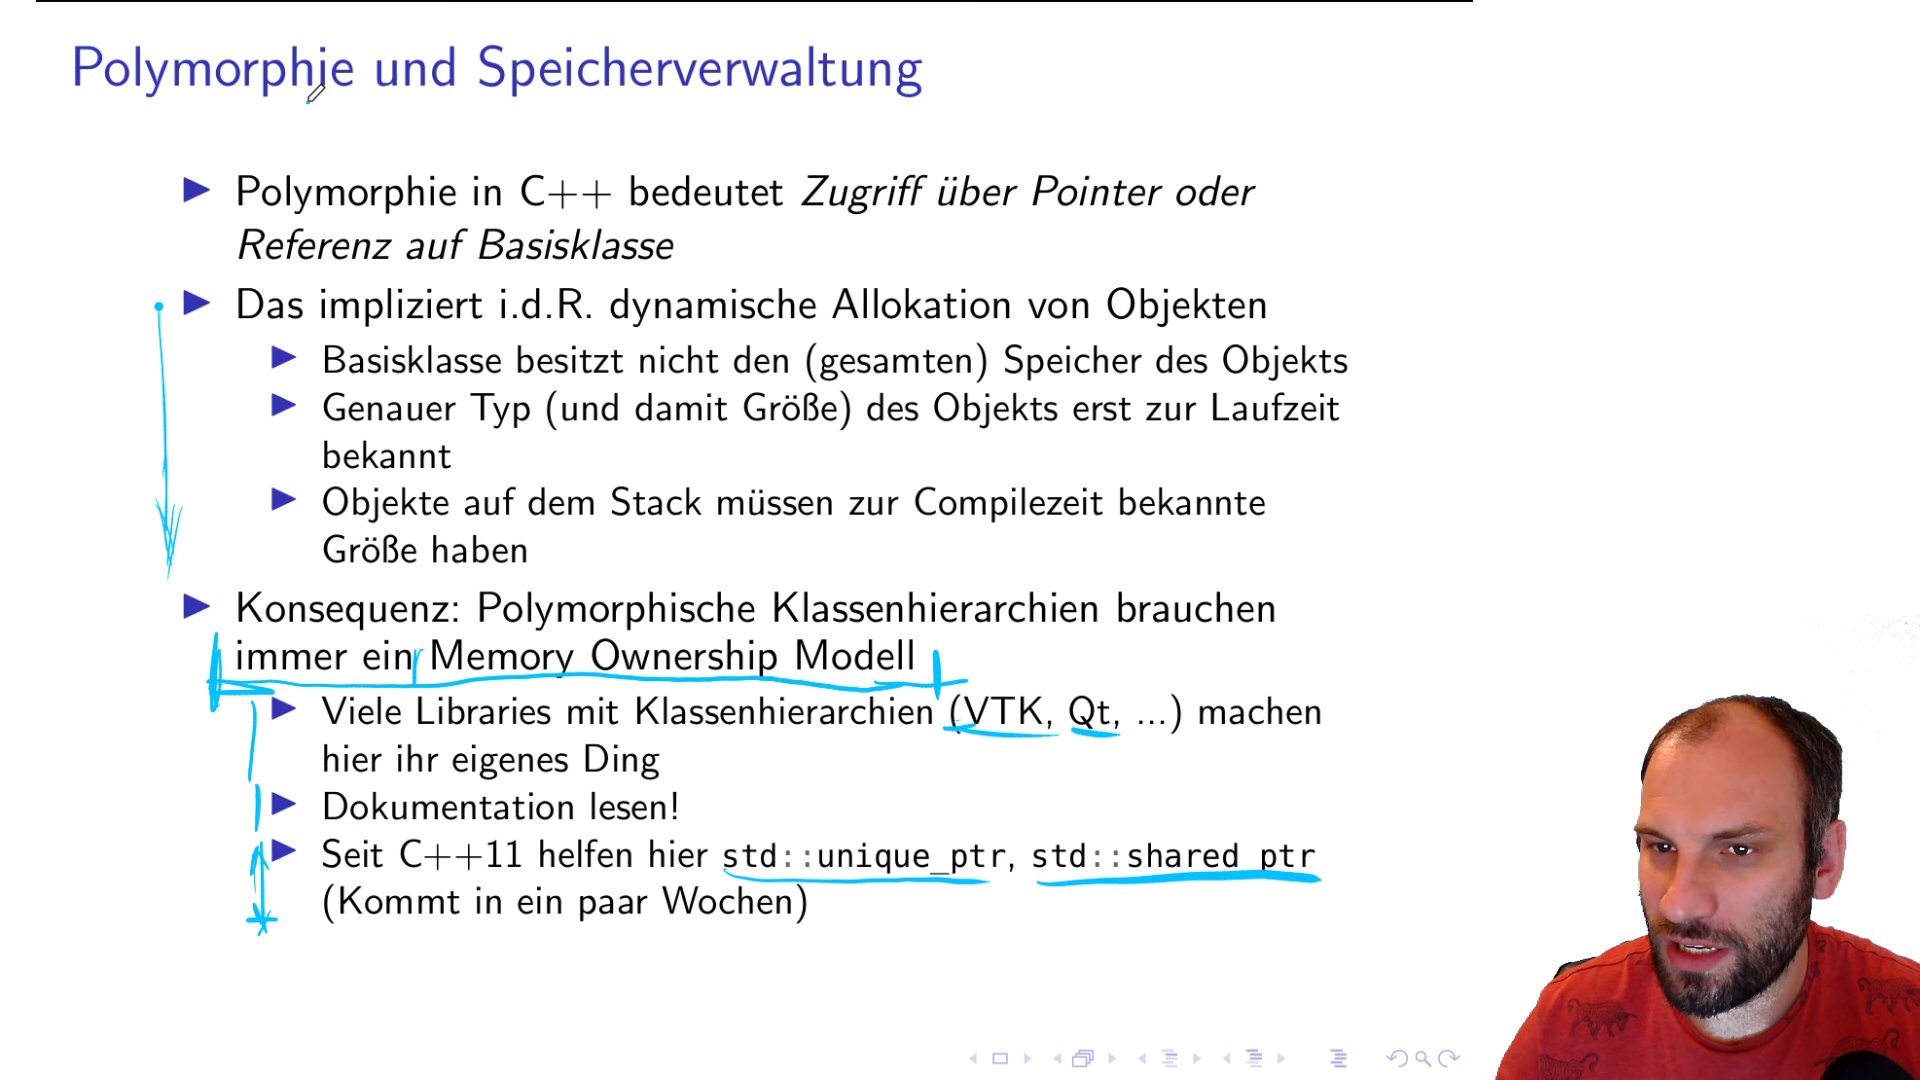 Polymorphie und Speicherverwaltung
Polymorphie in C++ bedeutet Zugriff über Pointer oder
Referenz auf Basisklasse
Das impliziert i.d.R. dynamische Allokation von Objekten
Basisklasse besitzt nicht den (gesamten) Speicher des Objekts
Genauer Typ (und damit Größe) des Objekts erst zur Laufzeit
bekannt
Objekte auf dem Stack müssen zur Compilezeit bekannte
Größe haben
Konsequenz: Polymorphische Klassenhierarchien brauchen
immer ein Memory Ownership Modell
Viele Libraries mit Klassenhierarchien (VTK, Qt, ...) machen
hier ihr eigenes Ding
Dokumentation lesen!
Seit C++11 helfen hier std::unique_ptr, std::shared_ptr
(Kommt in ein paar Wochen)